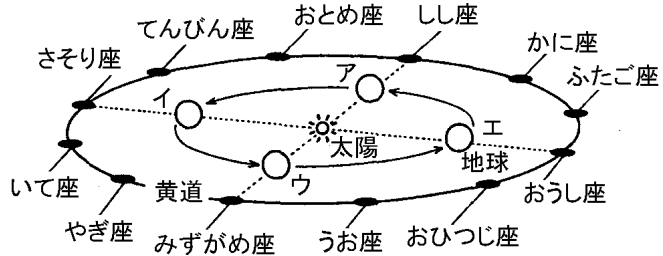 おとめ座
しし座
てんびん座
かに座
さそり座
ふたご座
ア
イ
エ
太陽
地球
ウ
いて座
黄道
おうし座
やぎ座
みずがめ座
うお座
おひつじ座